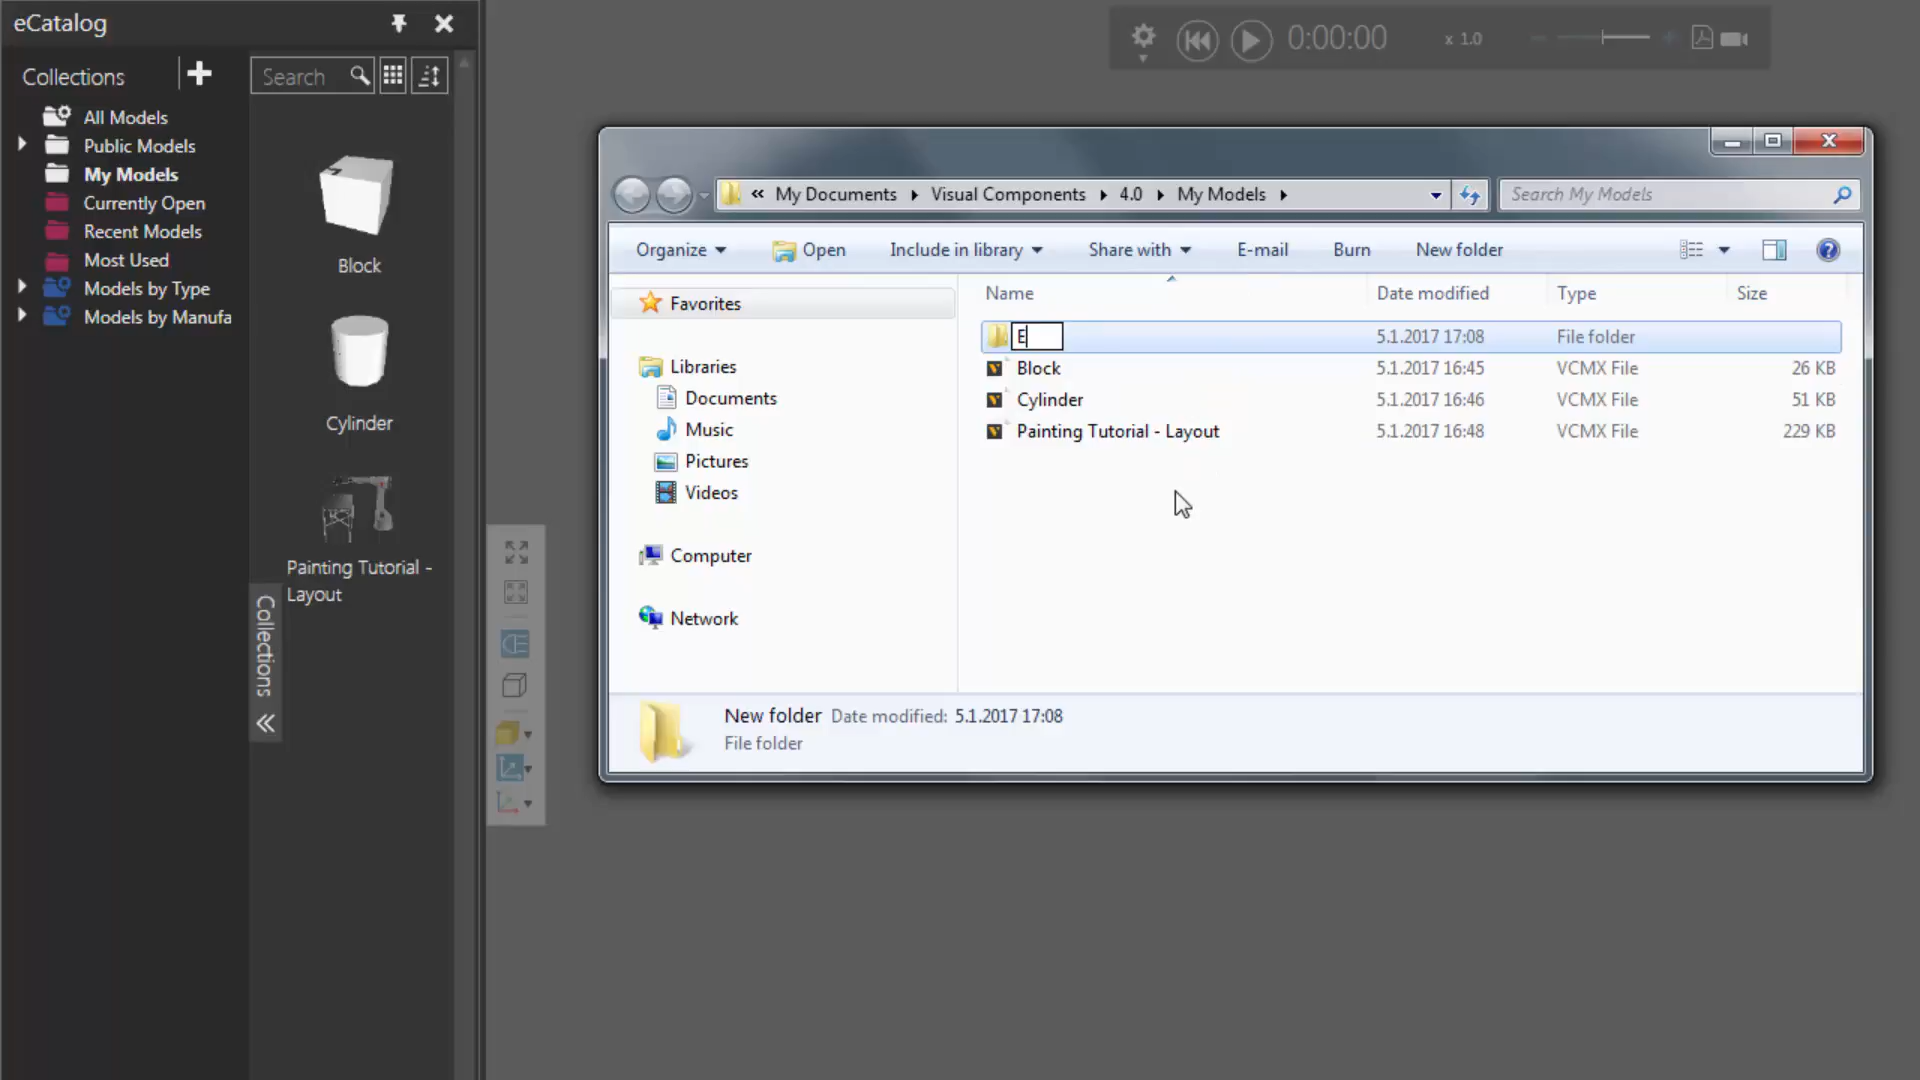 eCatalog
Collections
Search
All Models
Public Models
My Models
Currently Open
Recent Models
Most Used
Models by Type
Models by Manufa
Block
Cylinder
Painting Tutorial -
Layout
Collections
0:00:00
x 1.0
« My Documents Visual Components 4.0 My Models
Search My Models
Organize Open Include in library Share with E-mail Burn New folder
Favorites
Libraries
Documents
Music
Pictures
Videos
Computer
Network
Name Date modified Type Size
E 5.1.2017 17:08 File folder
Block 5.1.2017 16:45 VCMX File 26 KB
Cylinder 5.1.2017 16:46 VCMX File 51 KB
Painting Tutorial - Layout 5.1.2017 16:48 VCMX File 229 KB
New folder Date modified: 5.1.2017 17:08
File folder